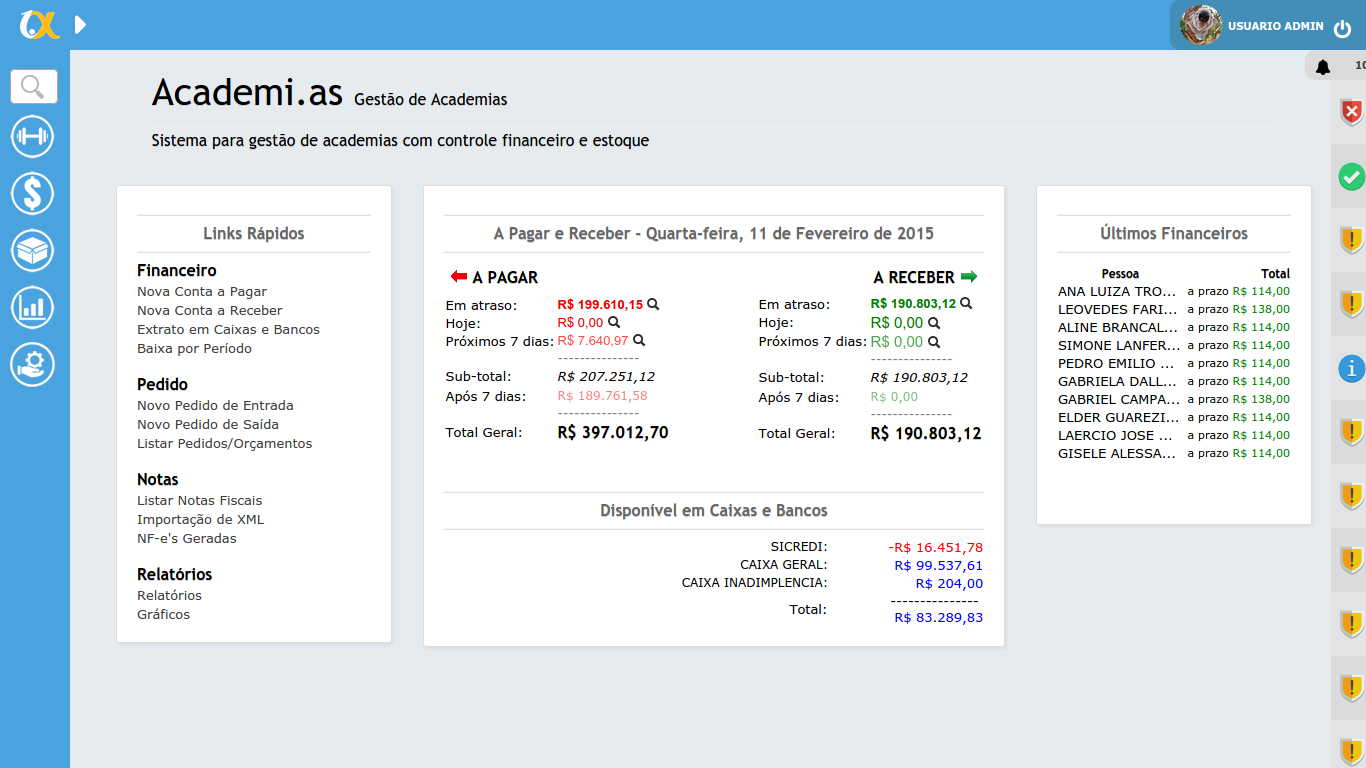 USUARIO ADMIN
10
Academi.as Gestão de Academias
Sistema para gestão de academias com controle financeiro e estoque
Links Rápidos
Financeiro
Nova Conta a Pagar
Nova Conta a Receber
Extrato em Caixas e Bancos
Baixa por Período
Pedido
Novo Pedido de Entrada
Novo Pedido de Saída
Listar Pedidos/Orçamentos
Notas
Listar Notas Fiscais
Importação de XML
NF-e's Geradas
Relatórios
Relatórios
Gráficos
A Pagar e Receber - Quarta-feira, 11 de Fevereiro de 2015
A PAGAR
Em atraso: R$ 199.610,15
Hoje: R$ 0,00
Próximos 7 dias: R$ 7.640,97
--------------
Sub-total: R$ 207.251,12
Após 7 dias: R$ 189.761,58
--------------
Total Geral: R$ 397.012,70
A RECEBER
Em atraso: R$ 190.803,12
Hoje: R$ 0,00
Próximos 7 dias: R$ 0,00
--------------
Sub-total: R$ 190.803,12
Após 7 dias: R$ 0,00
--------------
Total Geral: R$ 190.803,12
Disponível em Caixas e Bancos
SICREDI: -R$ 16.451,78
CAIXA GERAL: R$ 99.537,61
CAIXA INADIMPLENCIA: R$ 204,00
---------------
Total: R$ 83.289,83
Últimos Financeiros
Pessoa Total
ANA LUIZA TRO... a prazo R$ 114,00
LEOVEDES FARI... a prazo R$ 138,00
ALINE BRANCAL... a prazo R$ 114,00
SIMONE LANFER... a prazo R$ 114,00
PEDRO EMILIO ... a prazo R$ 114,00
GABRIELA DALL... a prazo R$ 114,00
GABRIEL CAMPA... a prazo R$ 138,00
ELDER GUAREZI... a prazo R$ 114,00
LAERCIO JOSE ... a prazo R$ 114,00
GISELE ALESSA... a prazo R$ 114,00